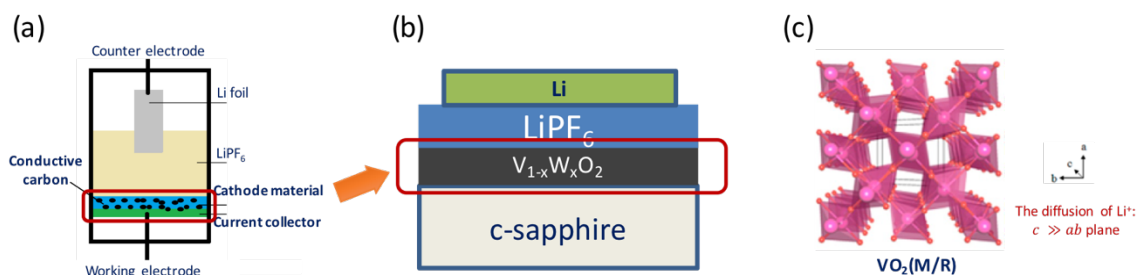 (a)
Counter electrode
Li foil
LiPF₆
Conductive
carbon
Cathode material
Current collector
Working electrode
(b)
Li
LiPF₆
V₁₋ₓWₓO₂
c-sapphire
(c)
a
c
b
The diffusion of Li⁺:
c ≫ ab plane
VO₂(M/R)